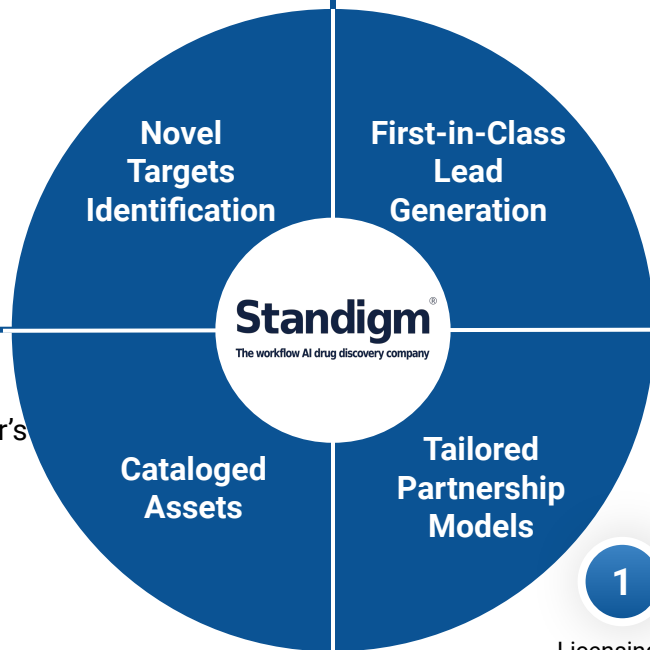 Novel
Targets
Identification
First-in-Class
Lead
Generation
Standigm®
The workflow AI drug discovery company
r's
Cataloged
Assets
Tailored
Partnership
Models
1